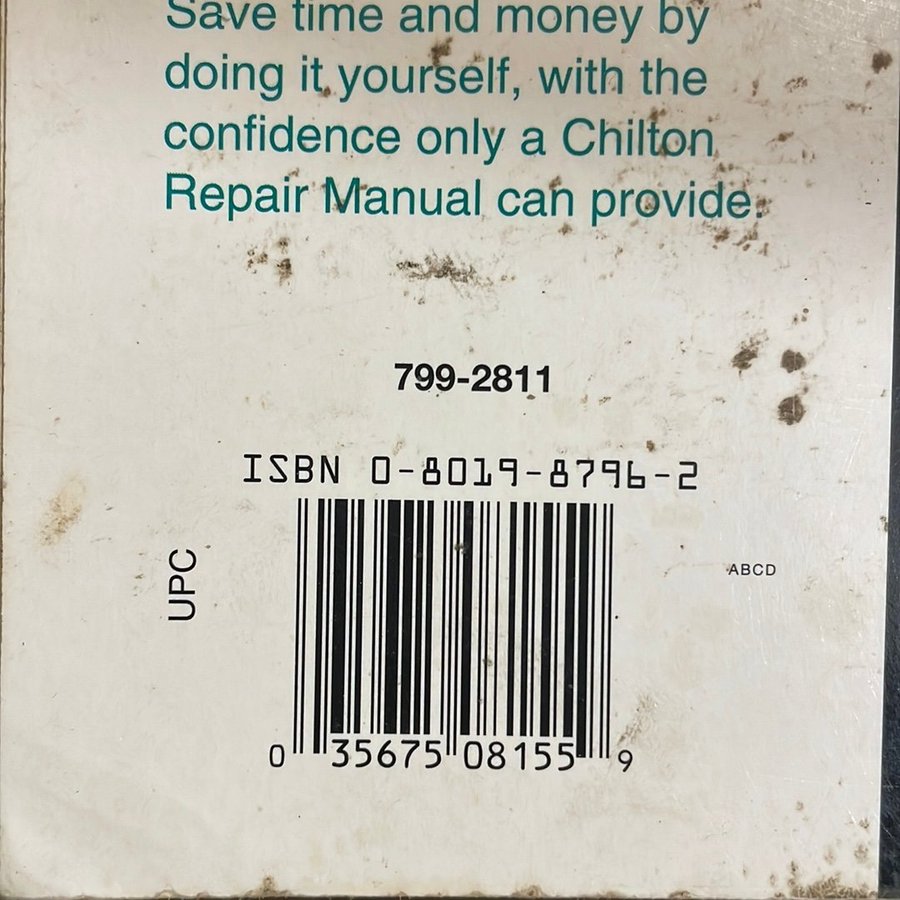 Save time and money by
doing it yourself, with the
confidence only a Chilton
Repair Manual can provide.
799-2811
ISBN 0-8019-8796-2
UPC
ABCD
0 35675 08155 9